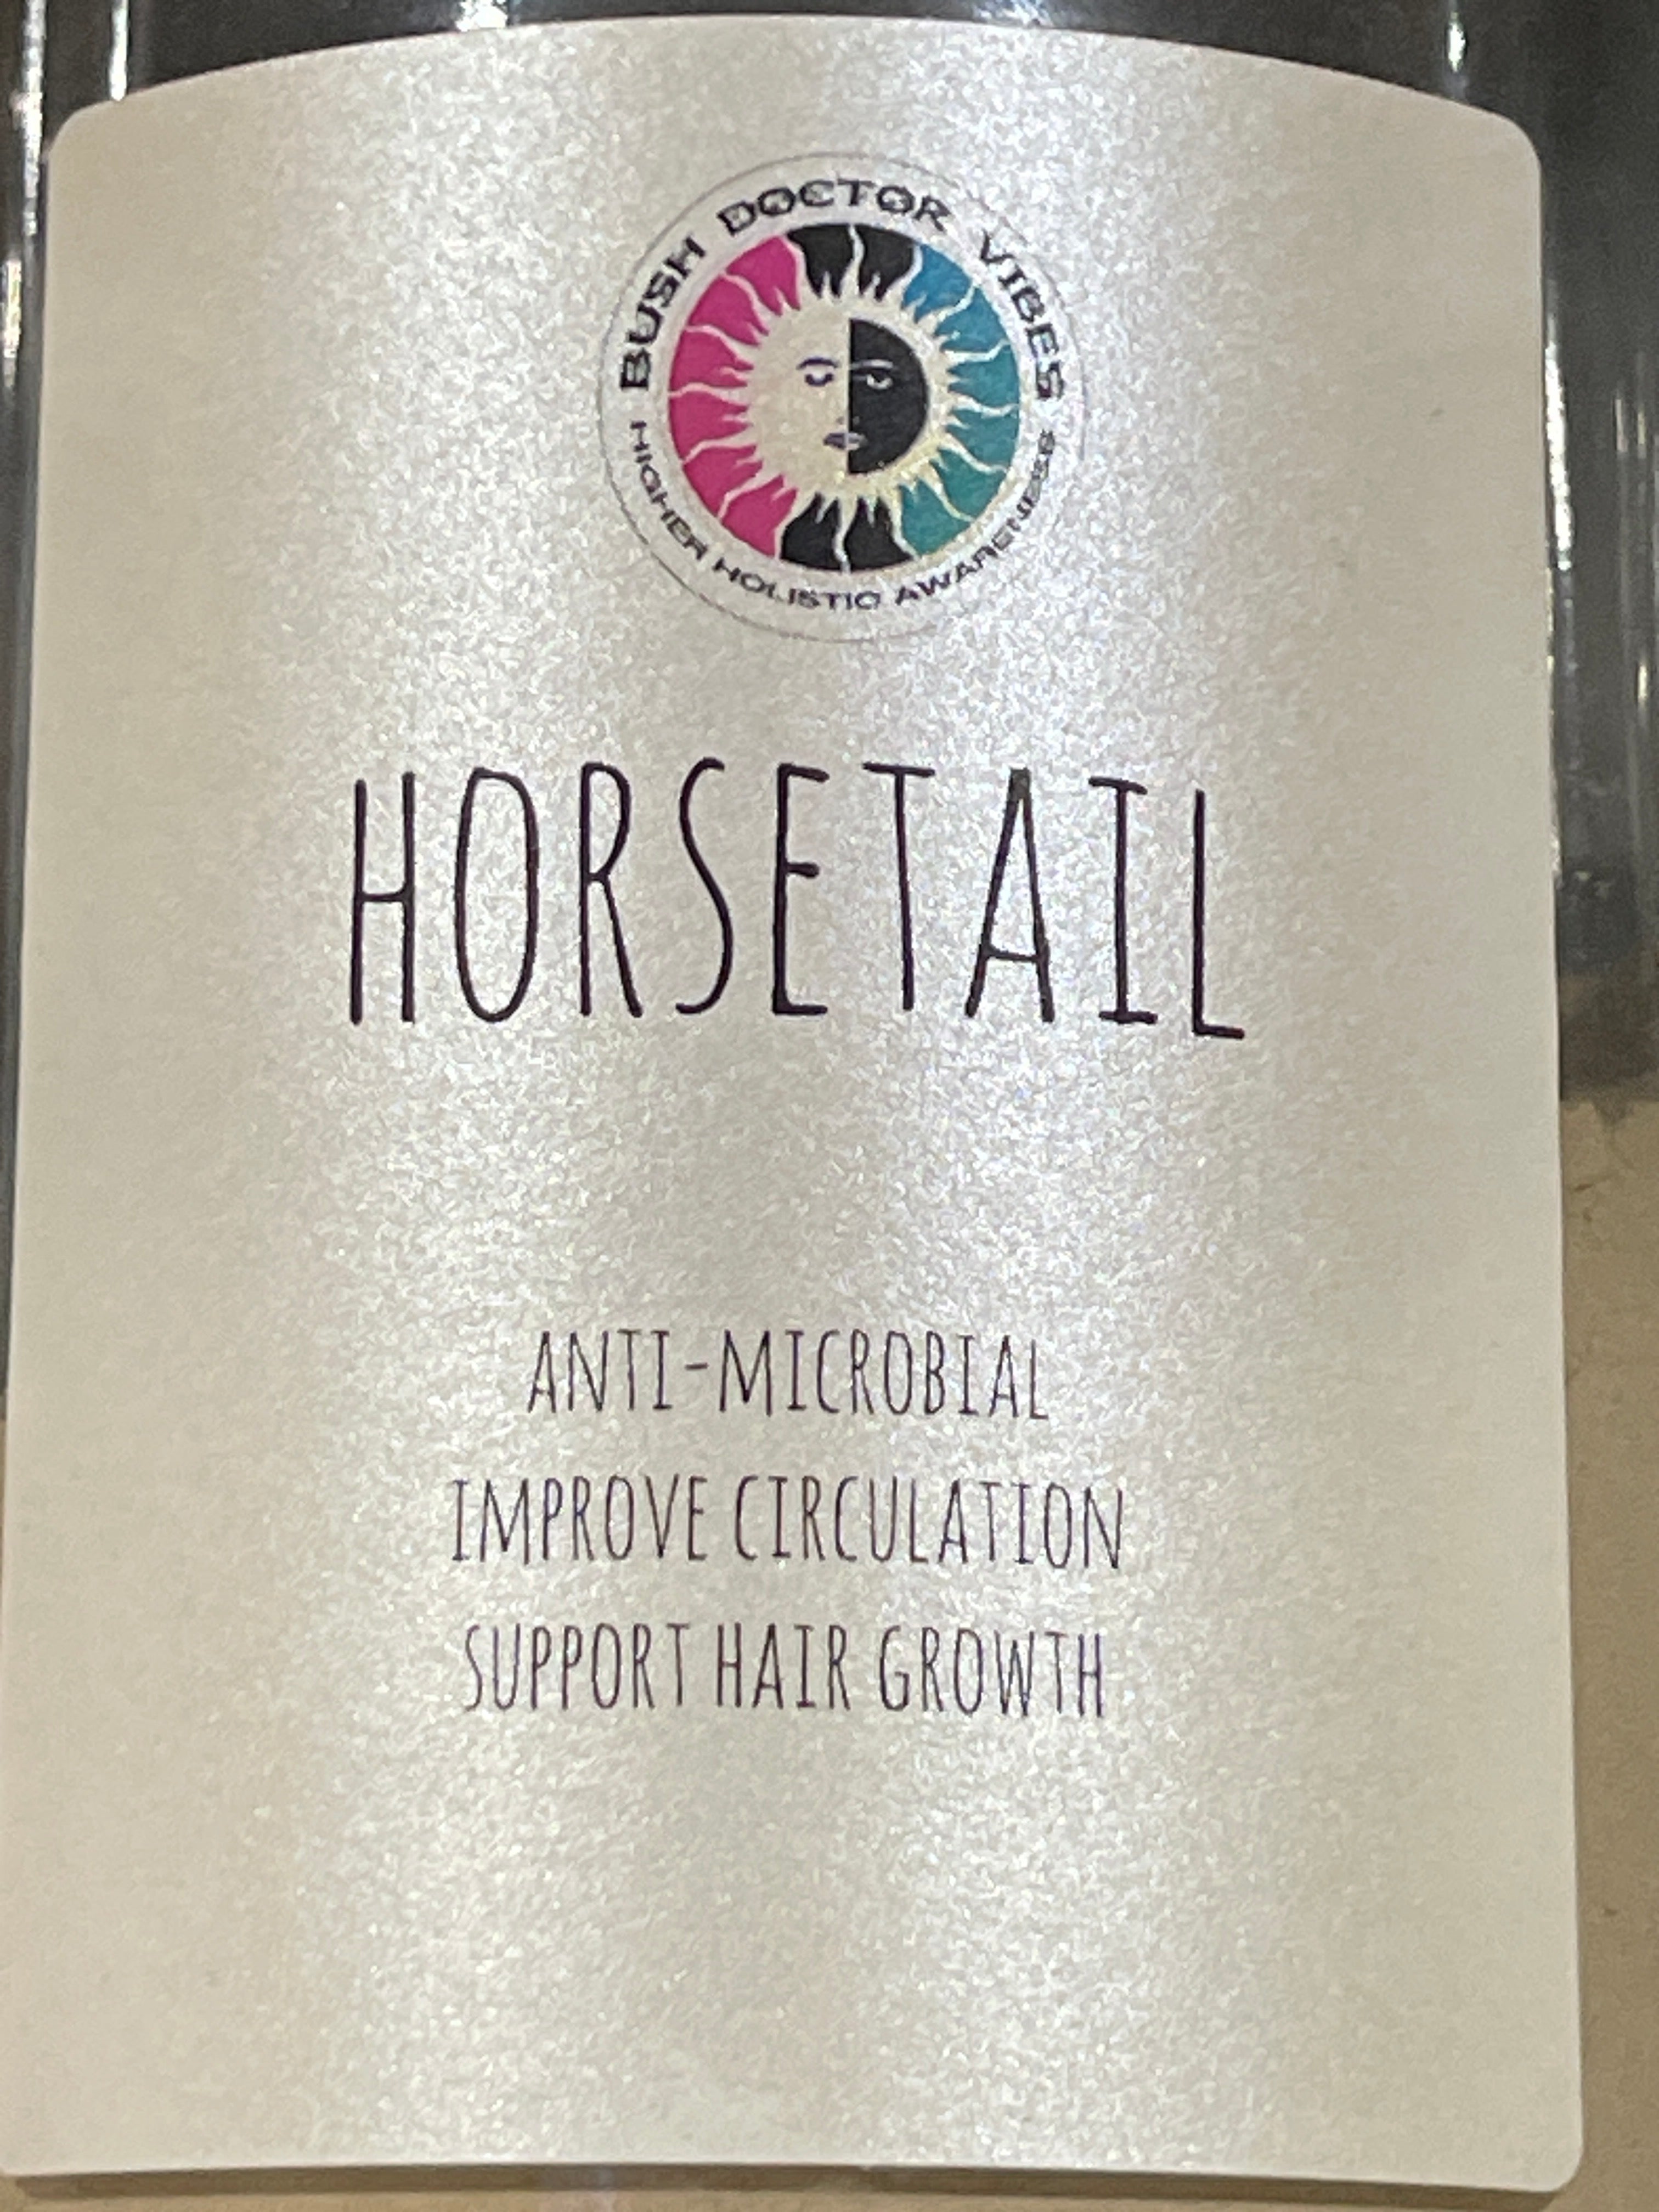 BUSH DOCTOR VIBES
HIGHER HOLISTIC AWARENESS
HORSETAIL
ANTI-MICROBIAL
IMPROVE CIRCULATION
SUPPORT HAIR GROWTH